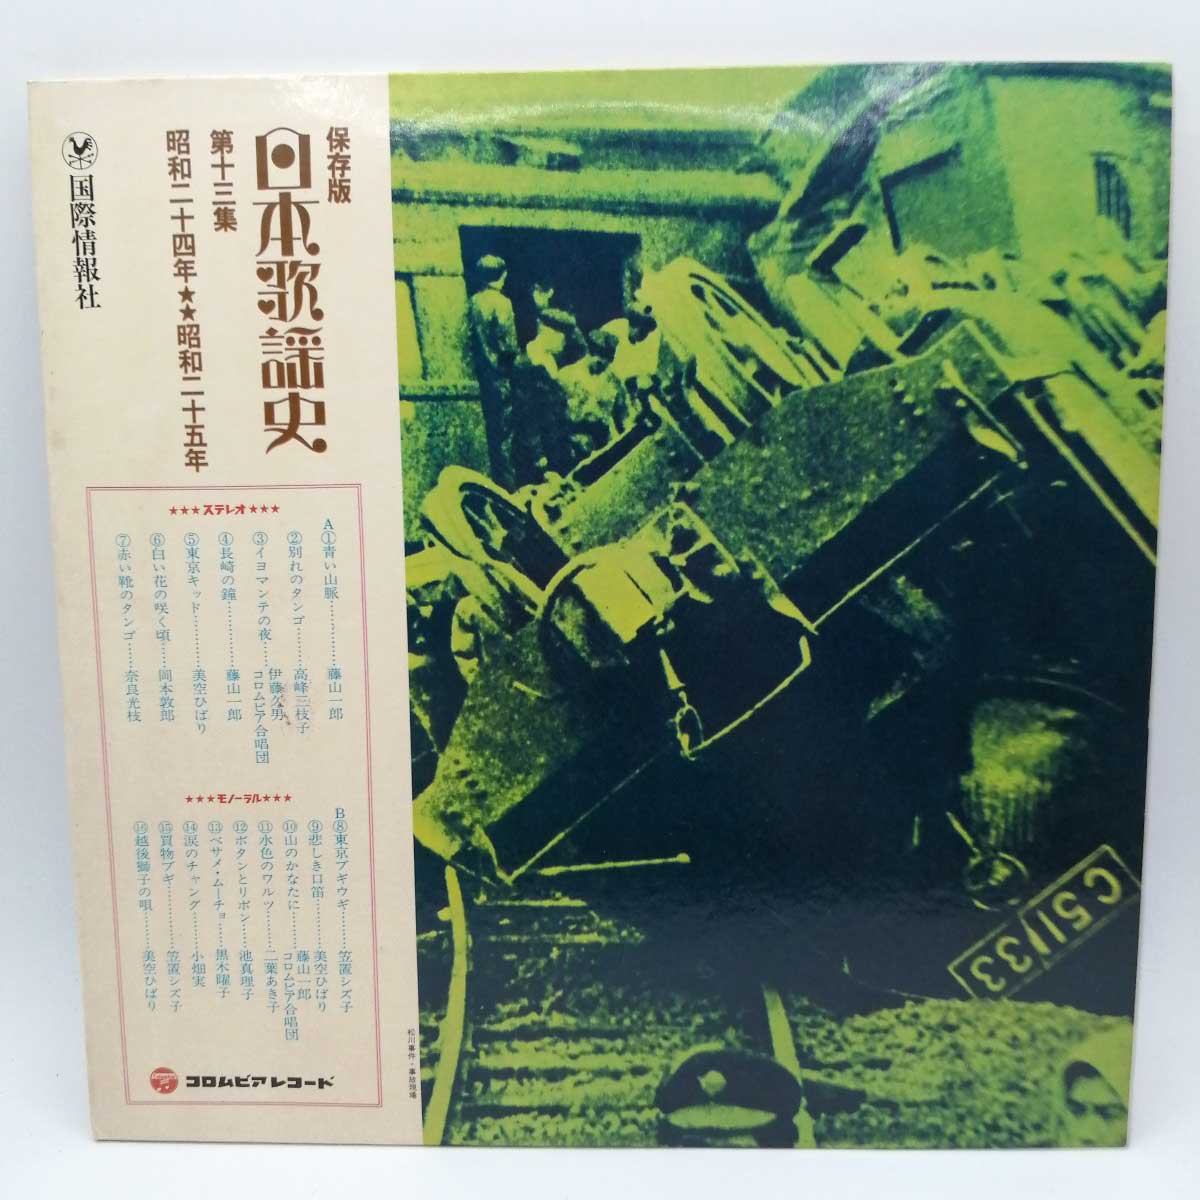 保存版
日本歌謡史
第十三集
昭和二十四年★★昭和二十五年
国際情報社
★★★ステレオ★★★
A①青い山脈…………藤山一郎
②別れのタンゴ………高峰三枝子
③イヨマンテの夜……伊藤久男
コロムビア合唱団
④長崎の鐘…………藤山一郎
⑤東京キッド…………美空ひばり
⑥白い花の咲く頃……岡本敦郎
⑦赤い靴のタンゴ……奈良光枝
★★★モノーラル★★★
B⑧東京ブギウギ………笠置シズ子
⑨悲しき口笛…………美空ひばり
⑩山のかなたに………藤山一郎
コロムビア合唱団
⑪水色のワルツ………二葉あき子
⑫ボタンとリボン……池真理子
⑬ベサメ・ムーチョ……黒木曜子
⑭涙のチャング………小畑実
⑮買物ブギ…………笠置シズ子
⑯越後獅子の唄………美空ひばり
コロムビアレコード
松川事件・事故現場
C51133